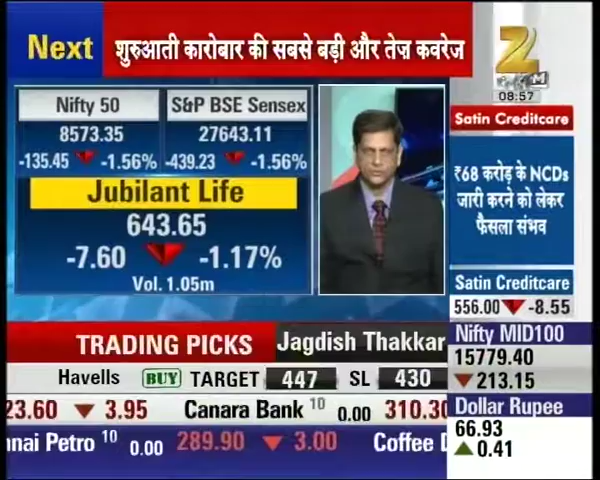 Next
शुरुआती कारोबार की सबसे बड़ी और तेज़ कवरेज
08:57
Nifty 50
8573.35
-135.45 -1.56%
S&P BSE Sensex
27643.11
-439.23 -1.56%
Jubilant Life
643.65
-7.60 -1.17%
Vol. 1.05m
Satin Creditcare
₹68 करोड़ के NCDs
जारी करने को लेकर
फैसला संभव
Satin Creditcare
556.00 -8.55
Nifty MID100
15779.40
213.15
Dollar Rupee
66.93
0.41
TRADING PICKS
Jagdish Thakkar
Havells BUY TARGET 447 SL 430
23.60 3.95 Canara Bank 10 0.00 310.30
nnai Petro 10 0.00 289.90 3.00 Coffee D